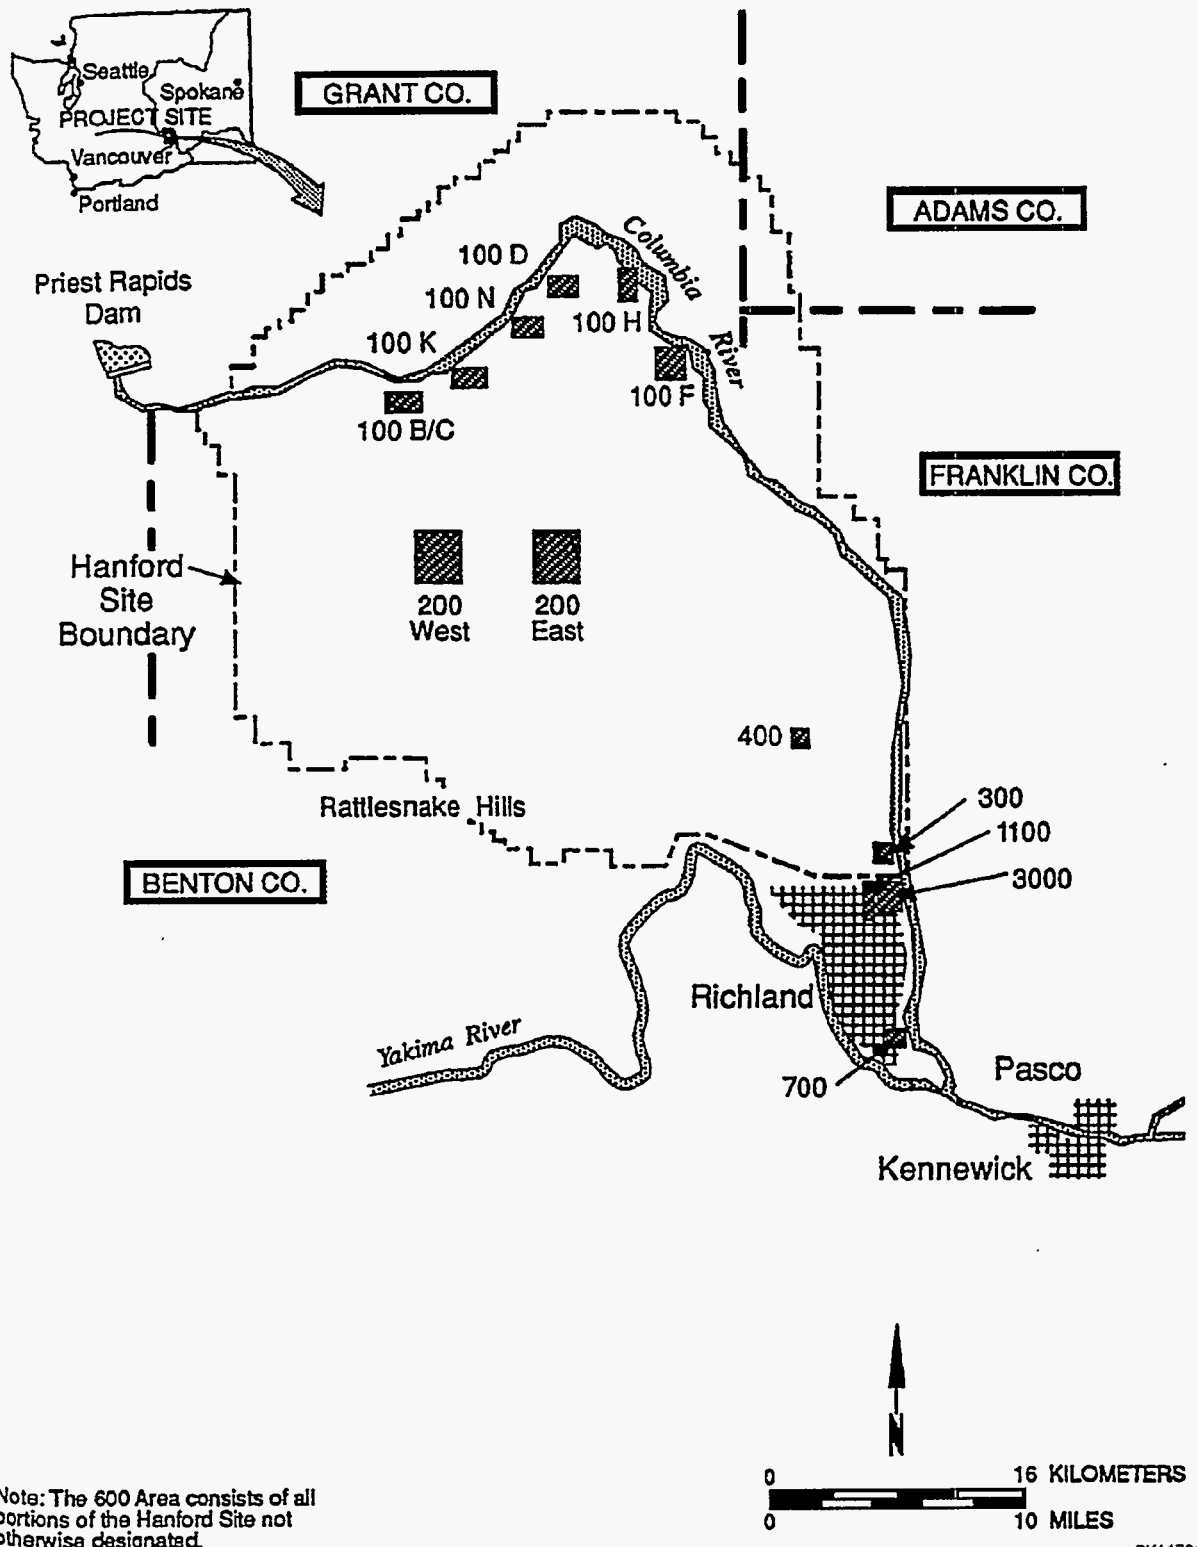 Seattle
Spokane
PROJECT SITE
Vancouver
Portland
GRANT CO.
ADAMS CO.
Priest Rapids
Dam
100 D
100 N
100 K
100 B/C
100 H
100 F
Columbia
River
FRANKLIN CO.
Hanford
Site
Boundary
200
West
200
East
400
Rattlesnake Hills
300
1100
3000
BENTON CO.
Richland
Yakima River
700
Pasco
Kennewick
N
0 16 KILOMETERS
0 10 MILES
Note: The 600 Area consists of all
portions of the Hanford Site not
otherwise designated.